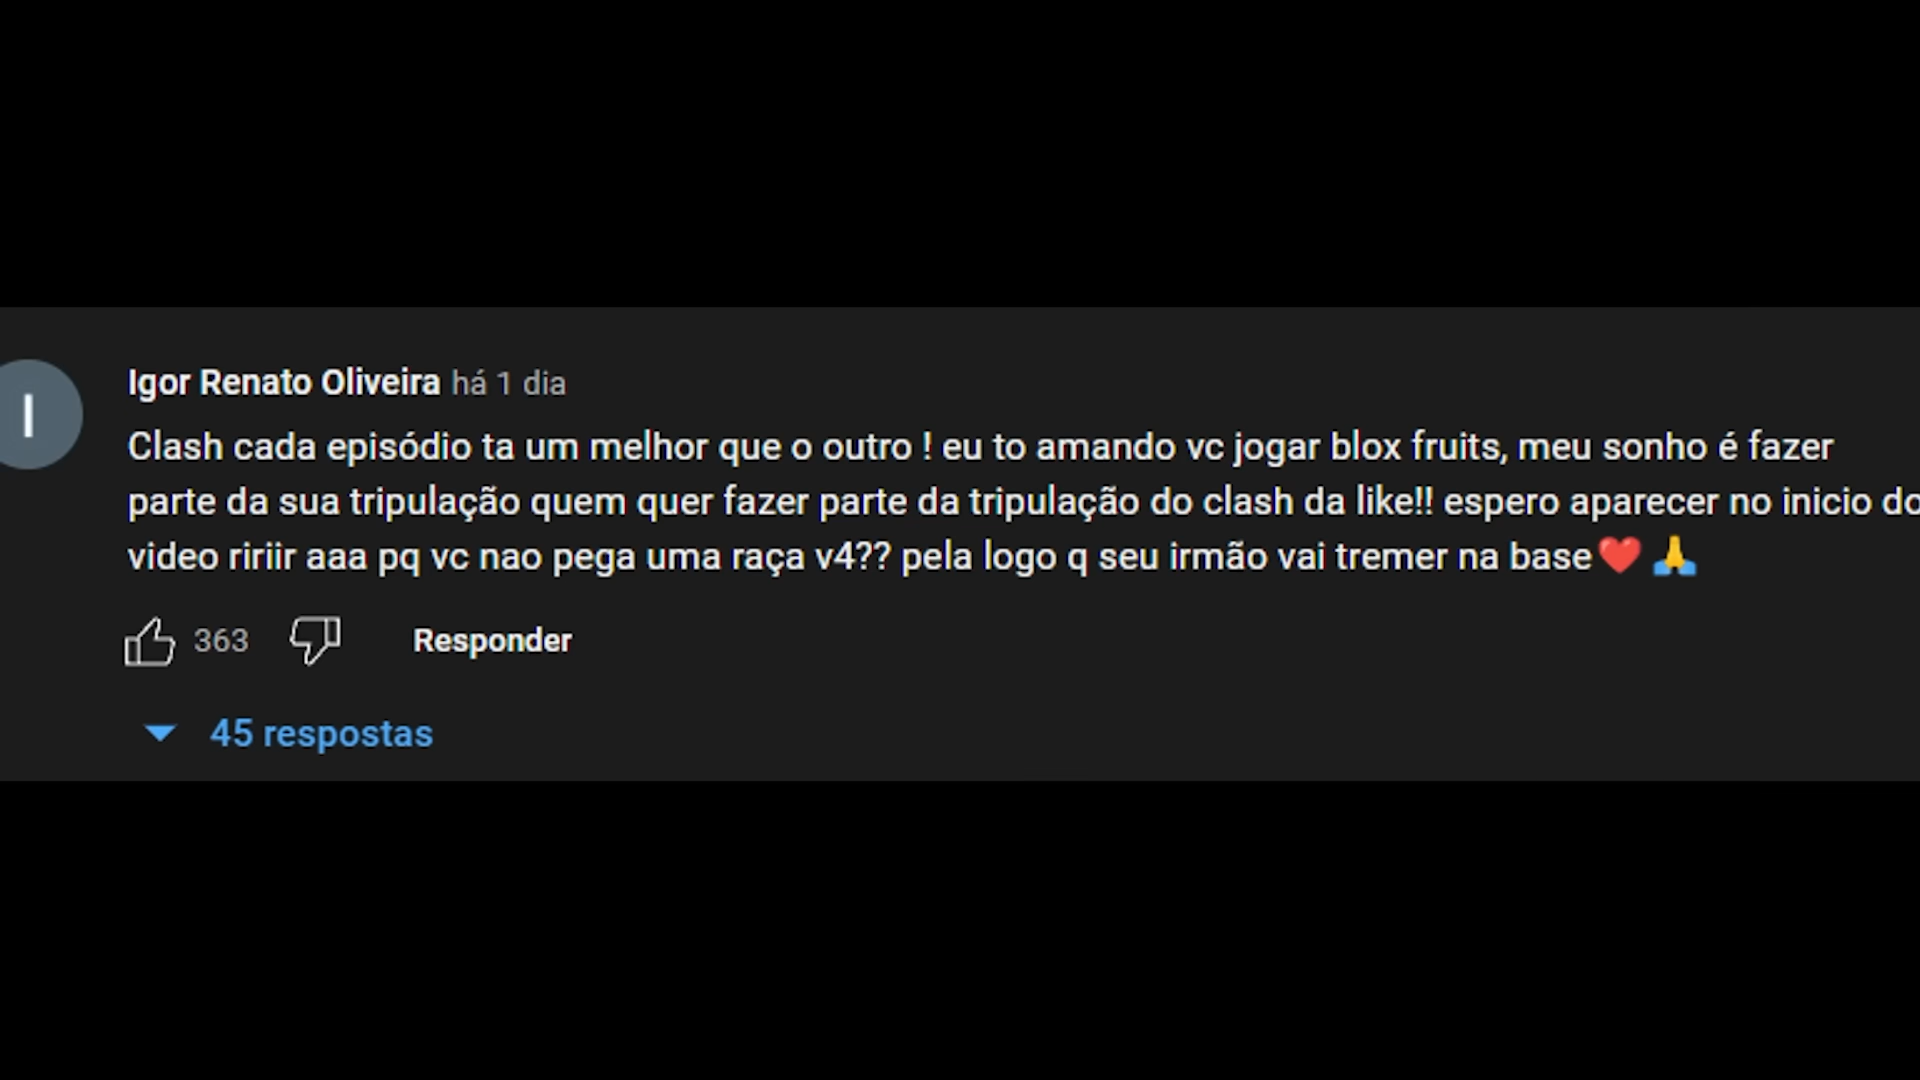 I
Igor Renato Oliveira há 1 dia
Clash cada episódio ta um melhor que o outro ! eu to amando vc jogar blox fruits, meu sonho é fazer
parte da sua tripulação quem quer fazer parte da tripulação do clash da like!! espero aparecer no inicio do
video ririir aaa pq vc nao pega uma raça v4?? pela logo q seu irmão vai tremer na base❤️🙏
363 Responder
45 respostas